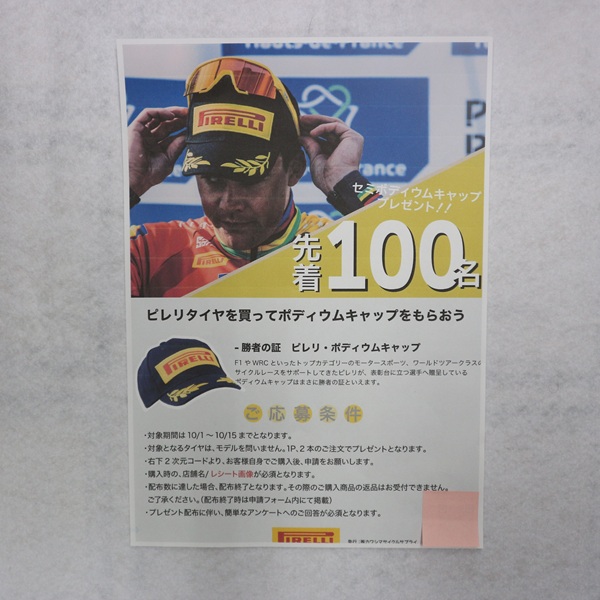 Hauts-de-France
PIRELLI
-France
セミポディウムキャップ
プレゼント!!
先着100名
ピレリタイヤを買ってポディウムキャップをもらおう
PIRELLI
- 勝者の証 ピレリ・ポディウムキャップ
F1 や WRC といったトップカテゴリーのモータースポーツ、ワールドツアークラスの
サイクルレースをサポートしてきたピレリが、表彰台に立つ選手へ贈呈している
ポディウムキャップはまさに勝者の証といえます。
ご応募条件
・対象期間は 10/1 〜 10/15 までとなります。
・対象となるタイヤは、モデルを問いません。1P、2 本のご注文でプレゼントとなります。
・右下 2 次元コードより、お客様自身でご購入後、申請をお願いします。
・購入時の、店舗名/ レシート画像が必須となります。
・配布数に達した場合、配布終了となります。その際のご購入商品の返品はお受付できません。
ご了承ください。(配布終了時は申請フォーム内にて掲載)
・プレゼント配布に伴い、簡単なアンケートへのご回答が必須となります。
PIRELLI